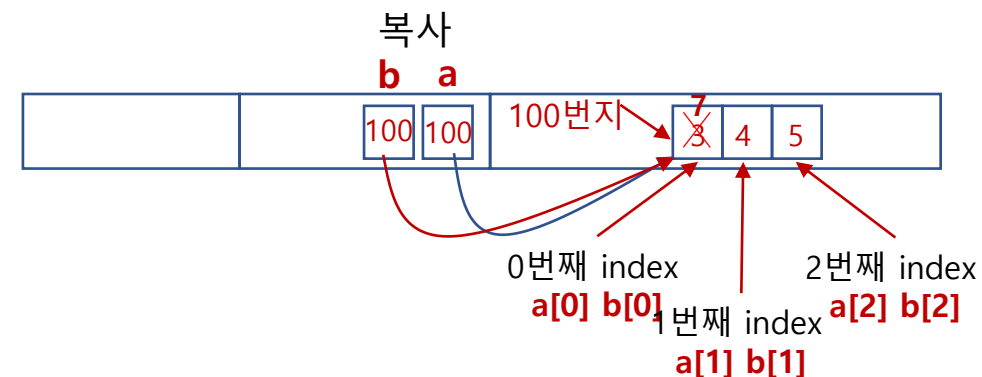 복사
b a
7
100 100 100번지 3 4 5
0번째 index
a[0] b[0]
1번째 index
a[1] b[1]
2번째 index
a[2] b[2]